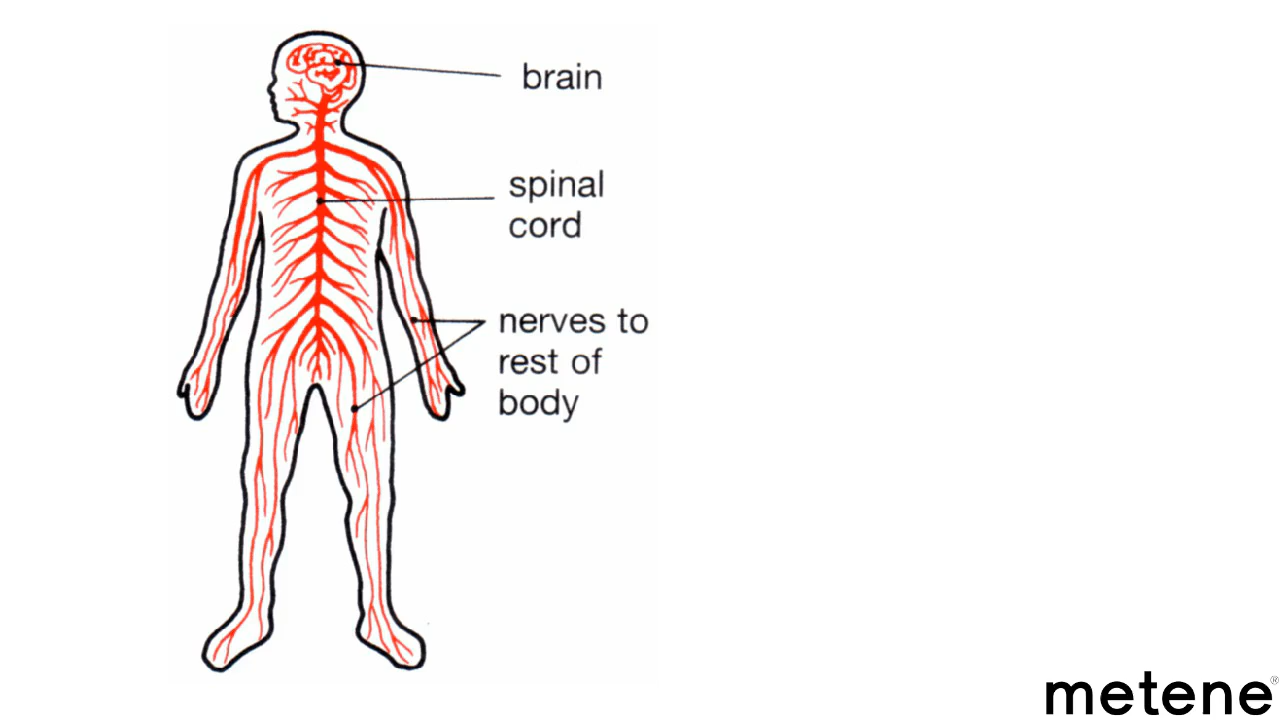 brain
spinal
cord
nerves to
rest of
body
metene®